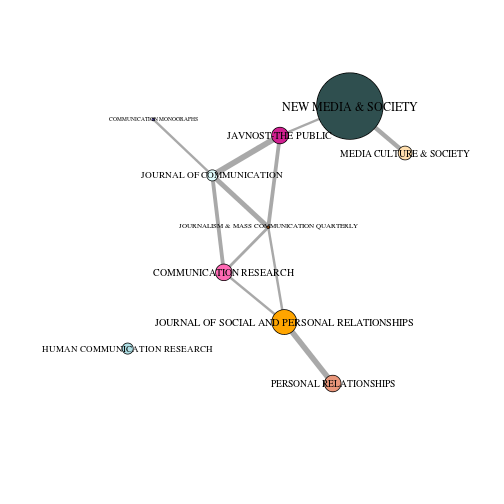 NEW MEDIA & SOCIETY
COMMUNICATION MONOGRAPHS
JAVNOST-THE PUBLIC
MEDIA CULTURE & SOCIETY
JOURNAL OF COMMUNICATION
JOURNALISM & MASS COMMUNICATION QUARTERLY
COMMUNICATION RESEARCH
JOURNAL OF SOCIAL AND PERSONAL RELATIONSHIPS
HUMAN COMMUNICATION RESEARCH
PERSONAL RELATIONSHIPS